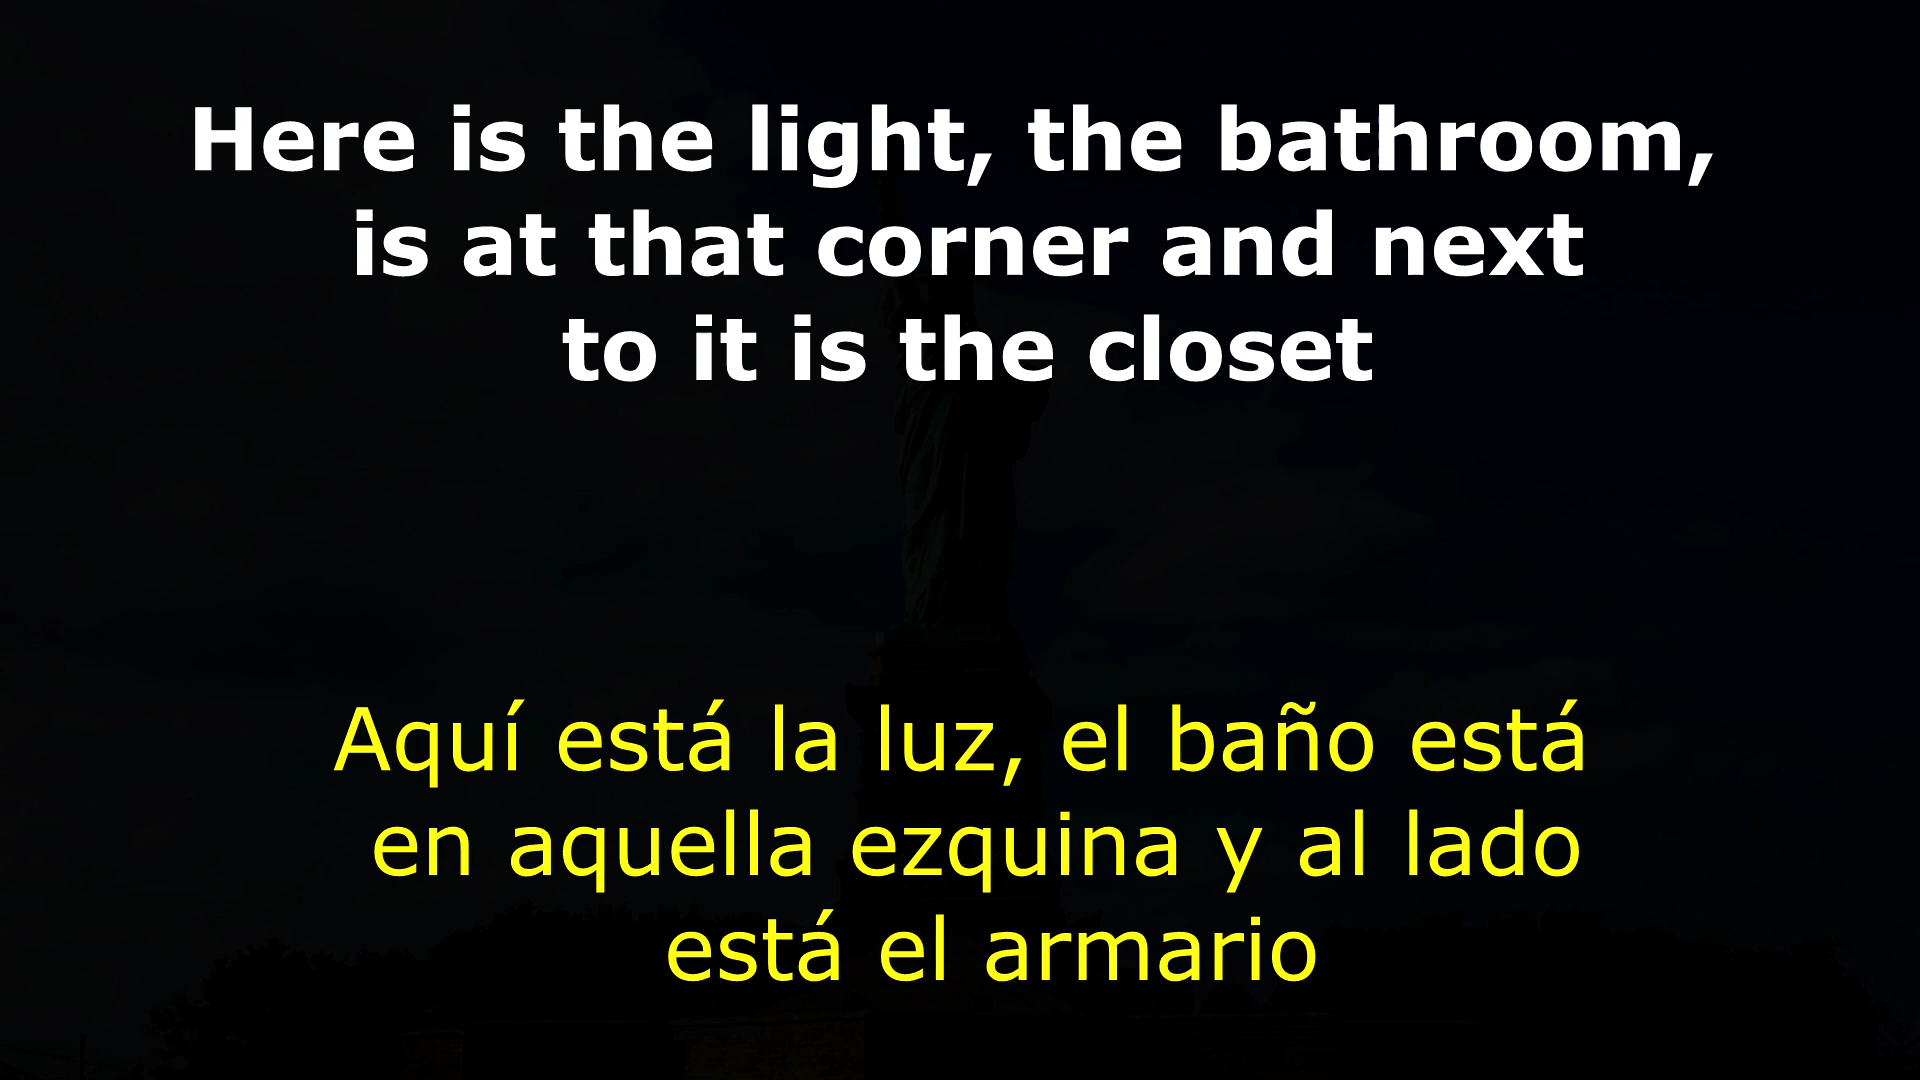 Here is the light, the bathroom,
is at that corner and next
to it is the closet
Aquí está la luz, el baño está
en aquella ezquina y al lado
está el armario